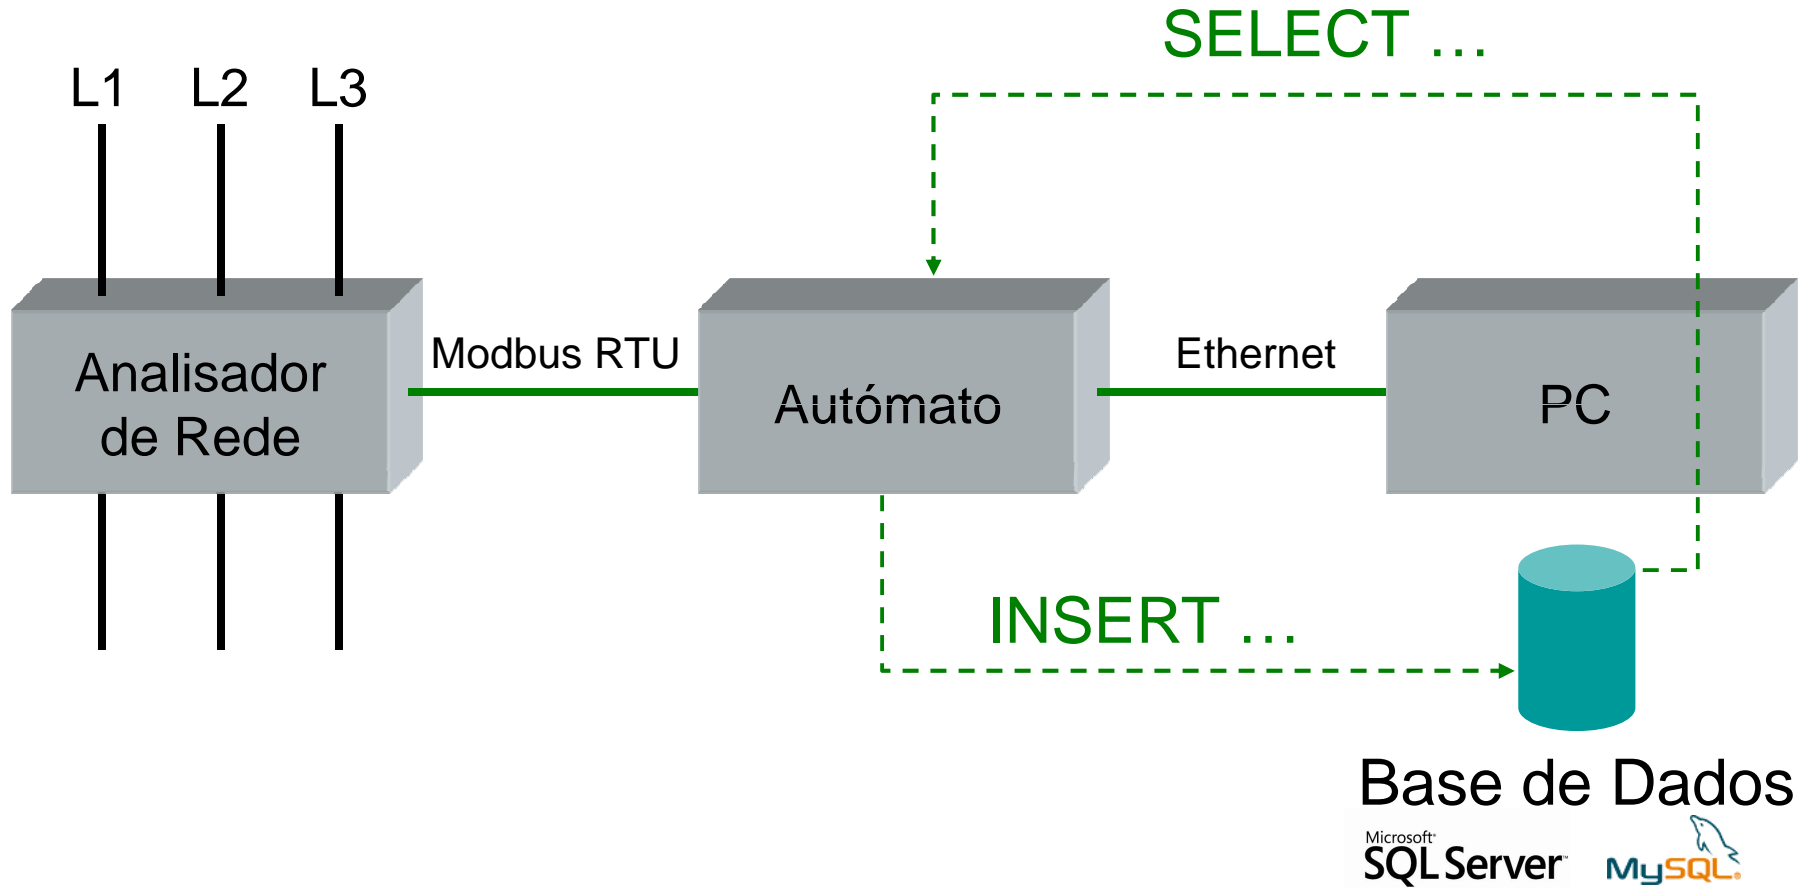 SELECT …
L1 L2 L3
Analisador
de Rede
Modbus RTU
Autómato
Ethernet
PC
INSERT …
Base de Dados
Microsoft®
SQL Server™
MySQL®